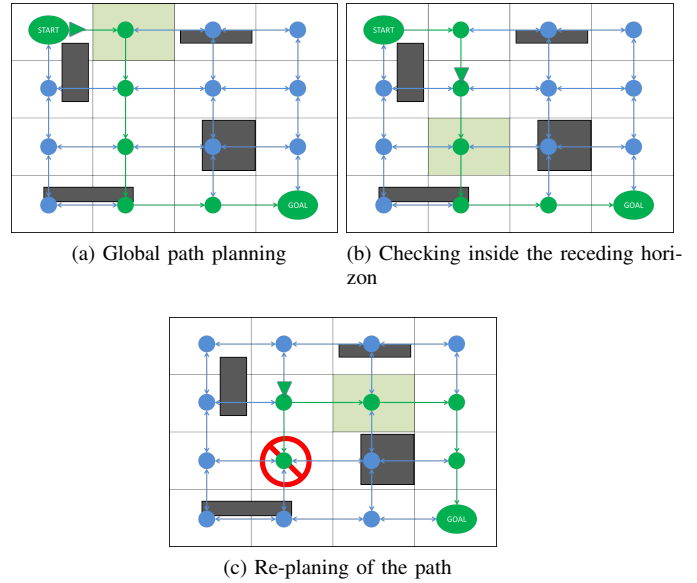 START
GOAL
(a) Global path planning
START
GOAL
(b) Checking inside the receding hori-
zon
GOAL
(c) Re-planing of the path